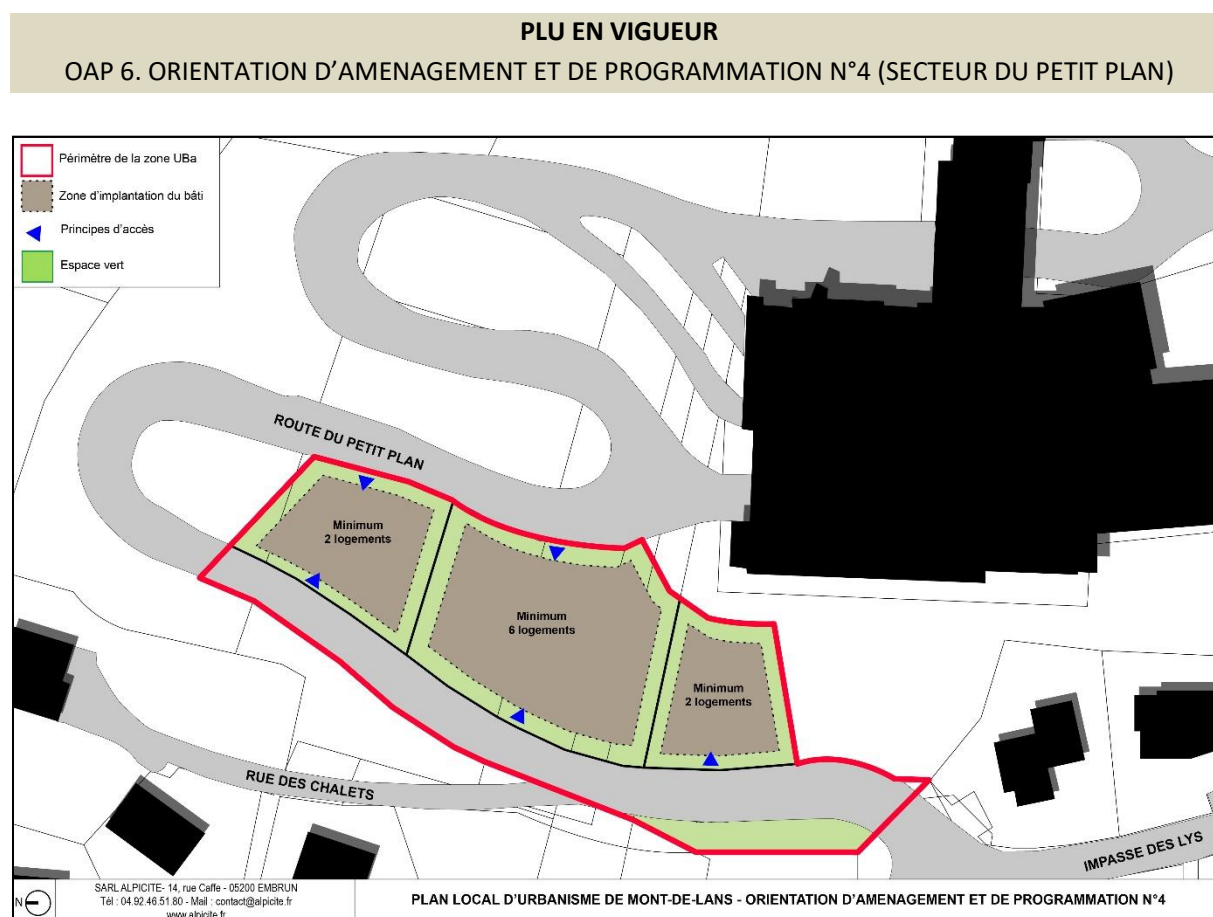 PLU EN VIGUEUR
OAP 6. ORIENTATION D'AMENAGEMENT ET DE PROGRAMMATION N°4 (SECTEUR DU PETIT PLAN)
Périmètre de la zone UBa
Zone d'implantation du bâti
Principes d'accès
Espace vert
ROUTE DU PETIT PLAN
Minimum
2 logements
Minimum
6 logements
Minimum
2 logements
RUE DES CHALETS
IMPASSE DES LYS
N
SARL ALPICITE- 14, rue Caffe - 05200 EMBRUN
Tél : 04.92.46.51.80 - Mail : contact@alpicite.fr
www.alpicite.fr
PLAN LOCAL D'URBANISME DE MONT-DE-LANS - ORIENTATION D'AMENAGEMENT ET DE PROGRAMMATION N°4